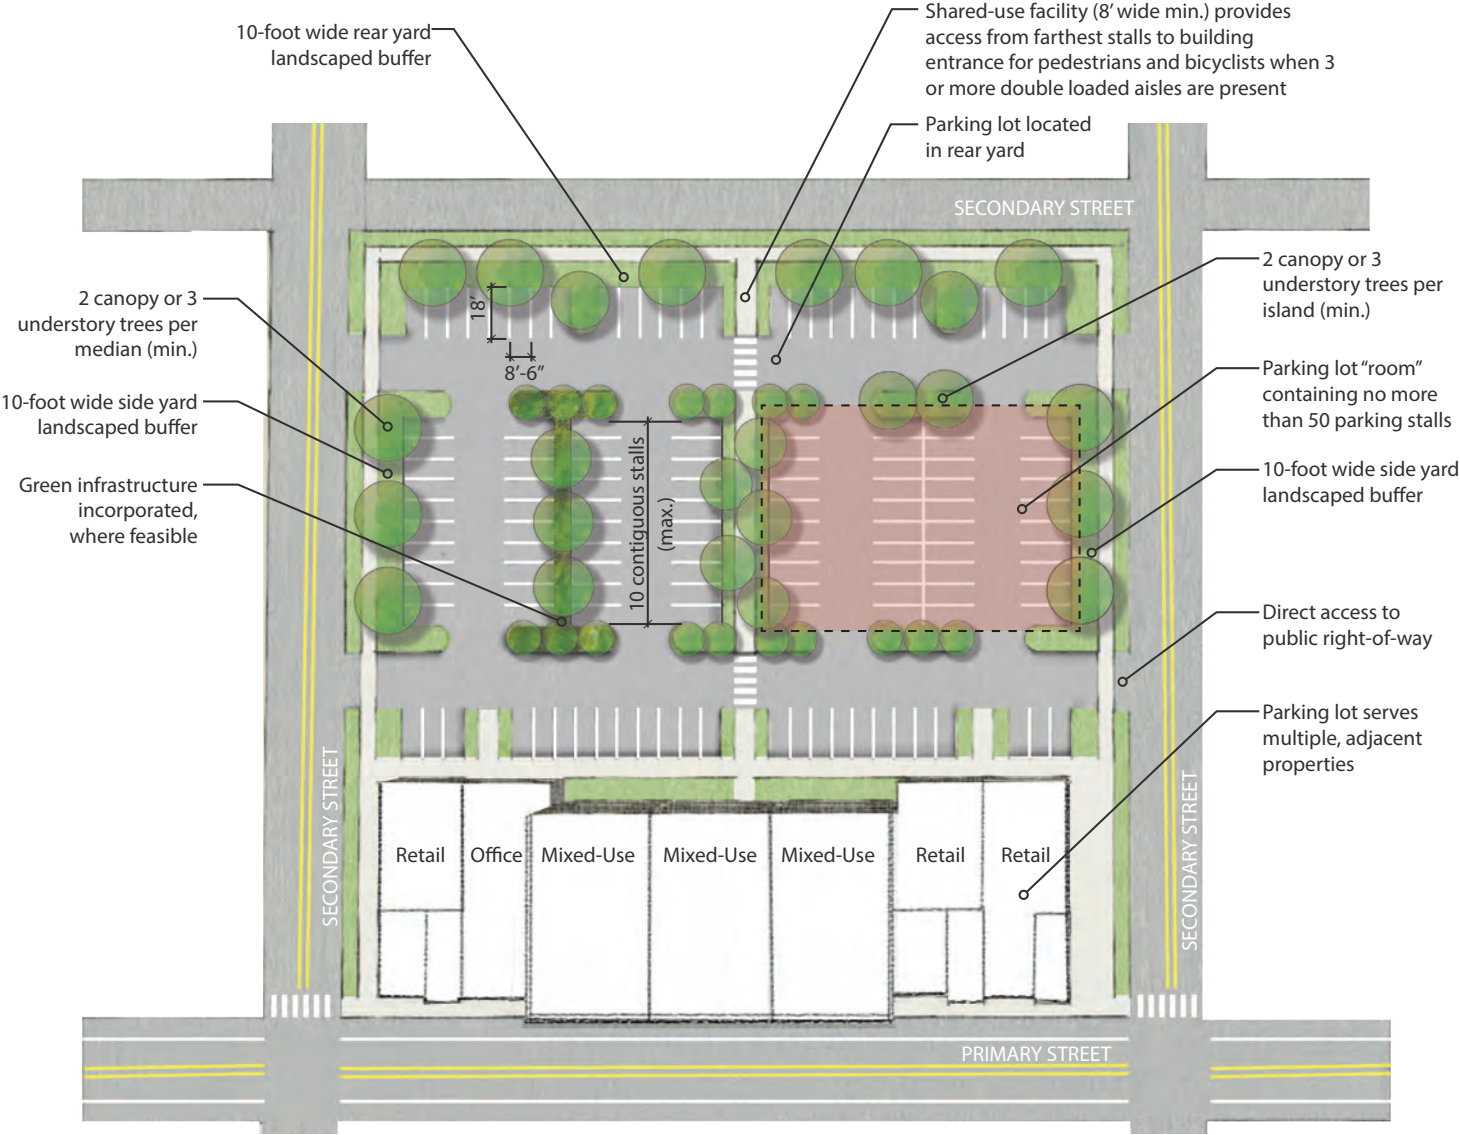 Shared-use facility (8’ wide min.) provides
access from farthest stalls to building
entrance for pedestrians and bicyclists when 3
or more double loaded aisles are present
10-foot wide rear yard
landscaped buffer
Parking lot located
in rear yard
SECONDARY STREET
2 canopy or 3
understory trees per
median (min.)
10-foot wide side yard
landscaped buffer
Green infrastructure
incorporated,
where feasible
18’
8’-6”
10 contiguous stalls
(max.)
2 canopy or 3
understory trees per
island (min.)
Parking lot “room”
containing no more
than 50 parking stalls
10-foot wide side yard
landscaped buffer
Direct access to
public right-of-way
Parking lot serves
multiple, adjacent
properties
SECONDARY STREET
SECONDARY STREET
Retail
Office
Mixed-Use
Mixed-Use
Mixed-Use
Retail
Retail
PRIMARY STREET